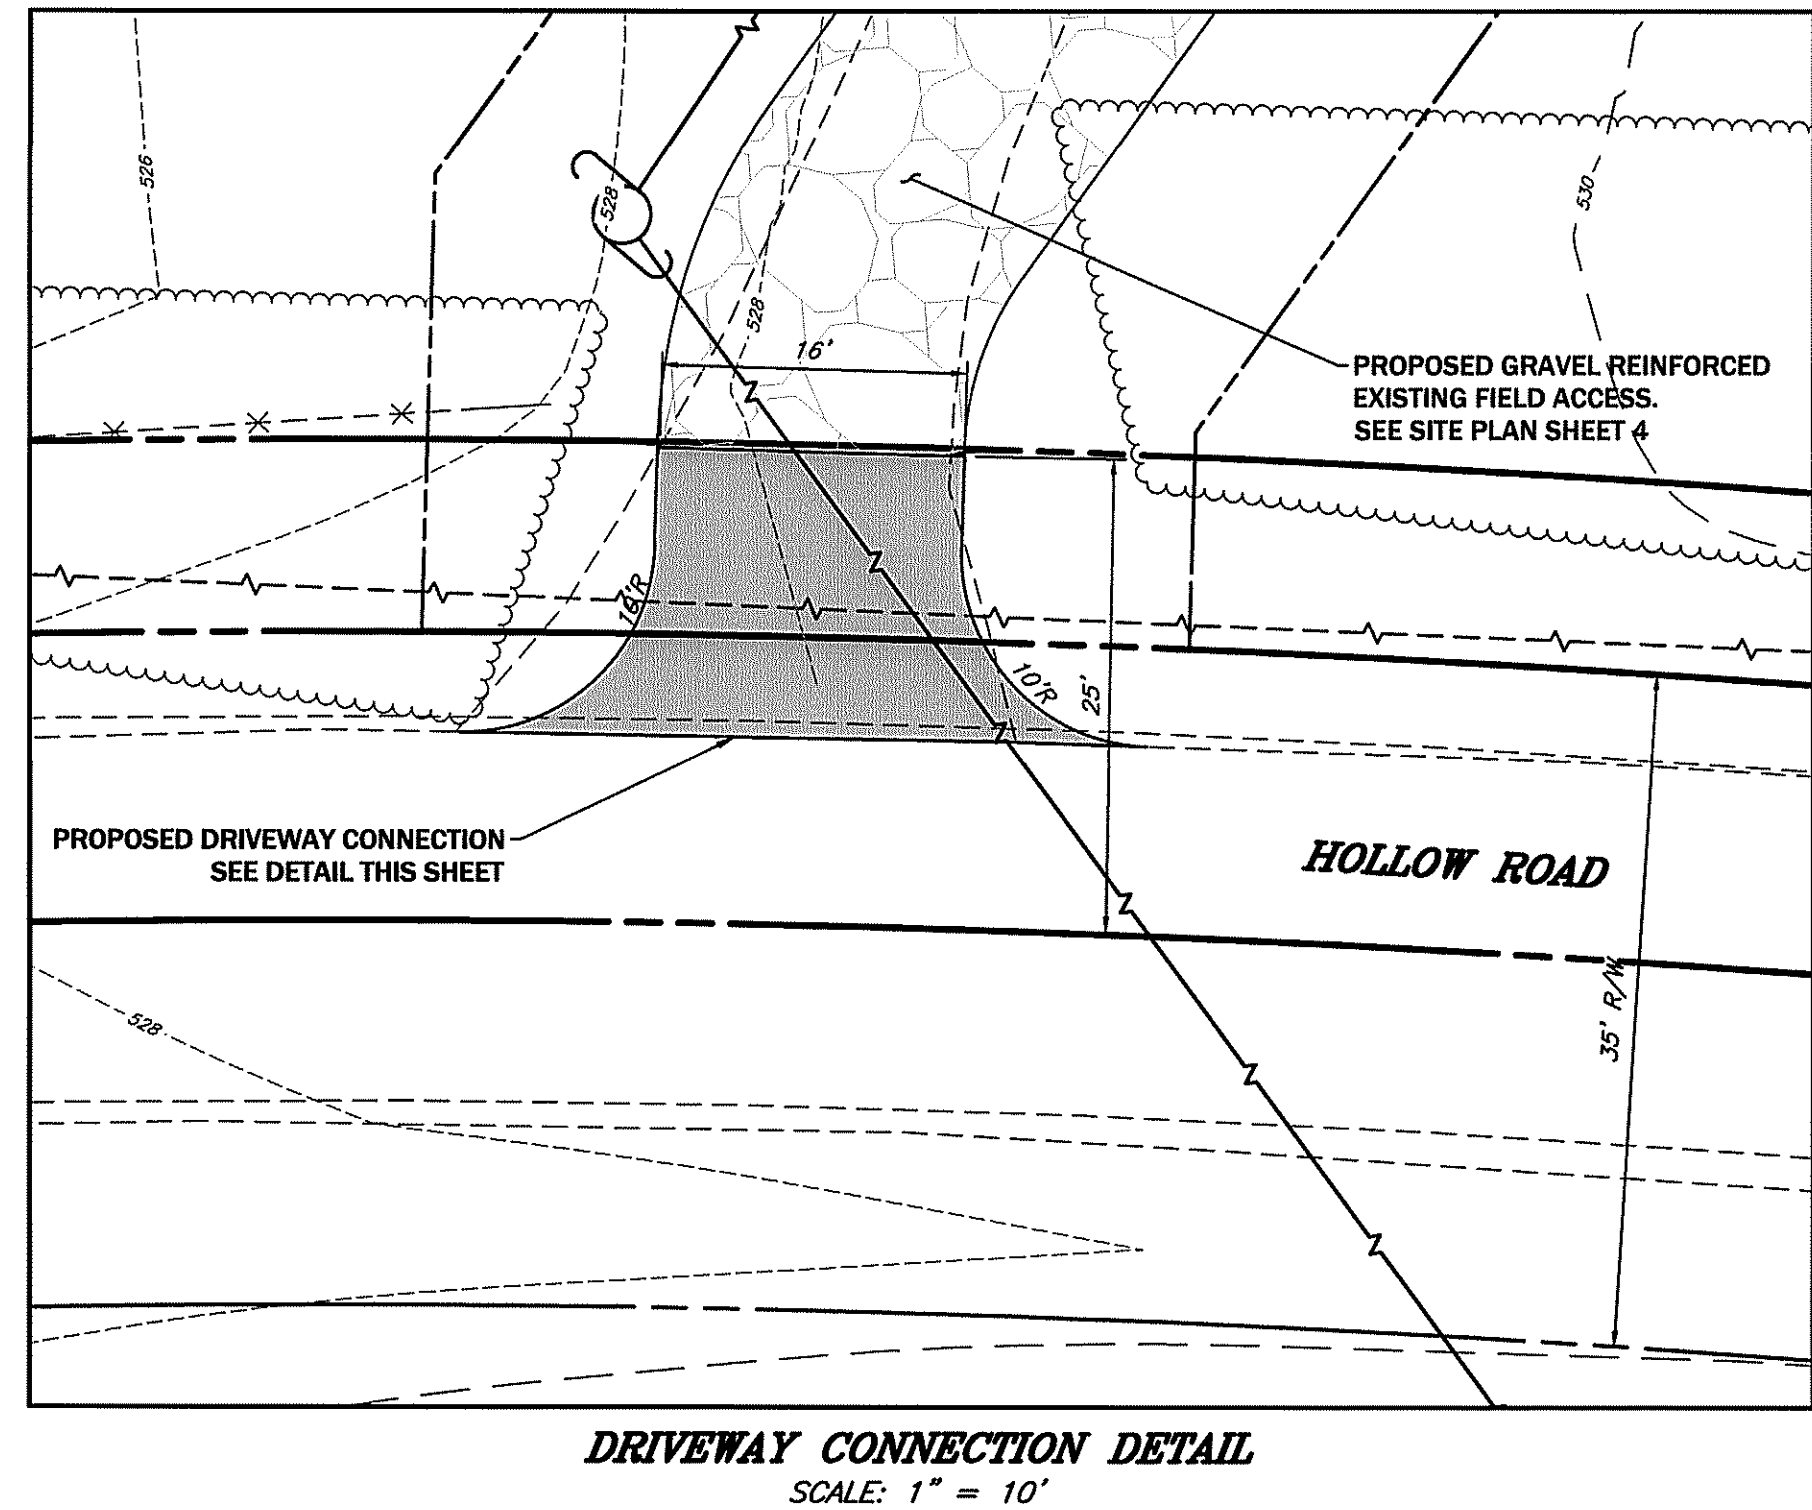 526
528
530
528
16'
PROPOSED GRAVEL REINFORCED
EXISTING FIELD ACCESS.
SEE SITE PLAN SHEET 4
10'R
10'R
25'
PROPOSED DRIVEWAY CONNECTION
SEE DETAIL THIS SHEET
HOLLOW ROAD
35' R/W
528
DRIVEWAY CONNECTION DETAIL
SCALE: 1" = 10'